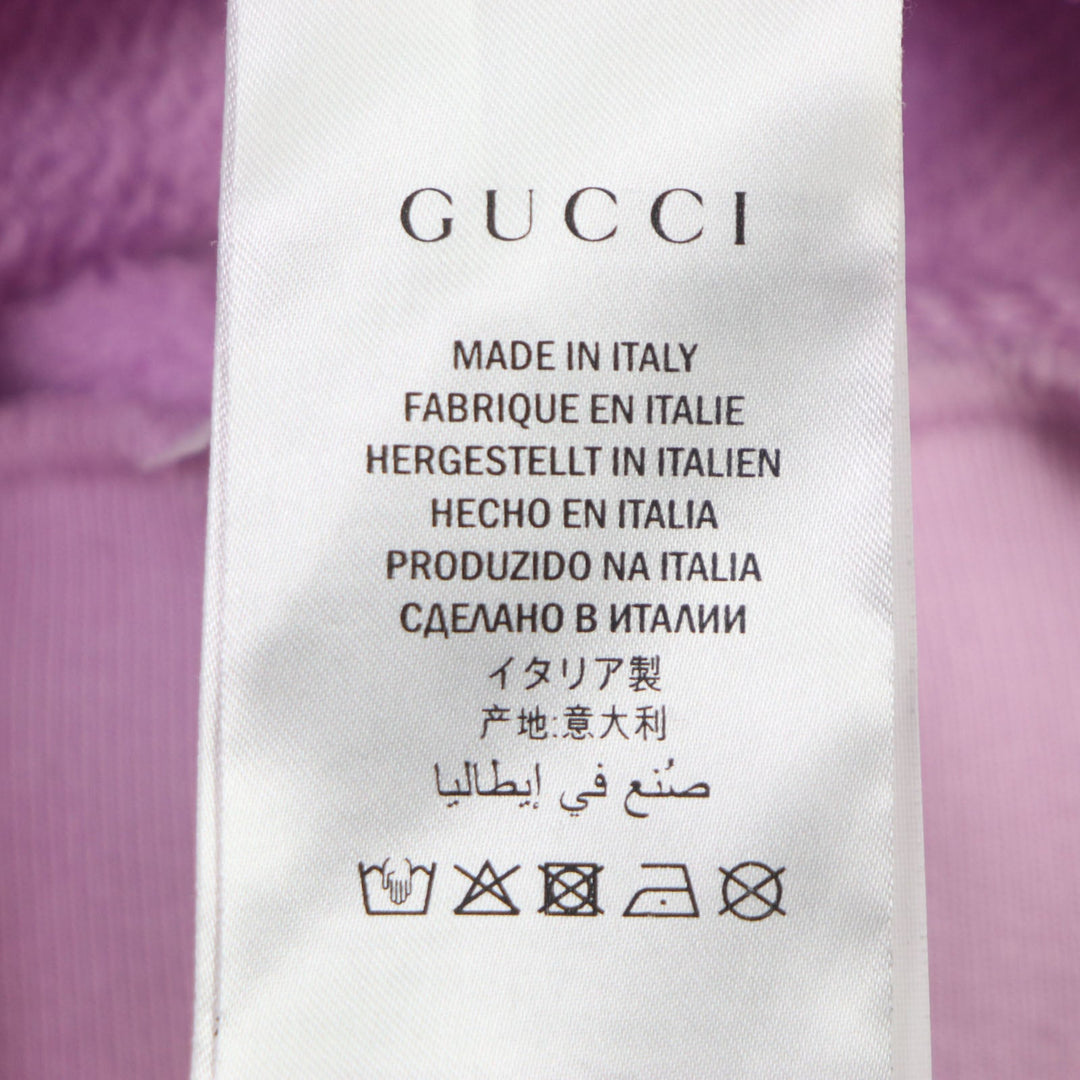 GUCCI
MADE IN ITALY
FABRIQUE EN ITALIE
HERGESTELLT IN ITALIEN
HECHO EN ITALIA
PRODUZIDO NA ITALIA
СДЕЛАНО В ИТАЛИИ
イタリア製
产地:意大利
صُنع في إيطاليا